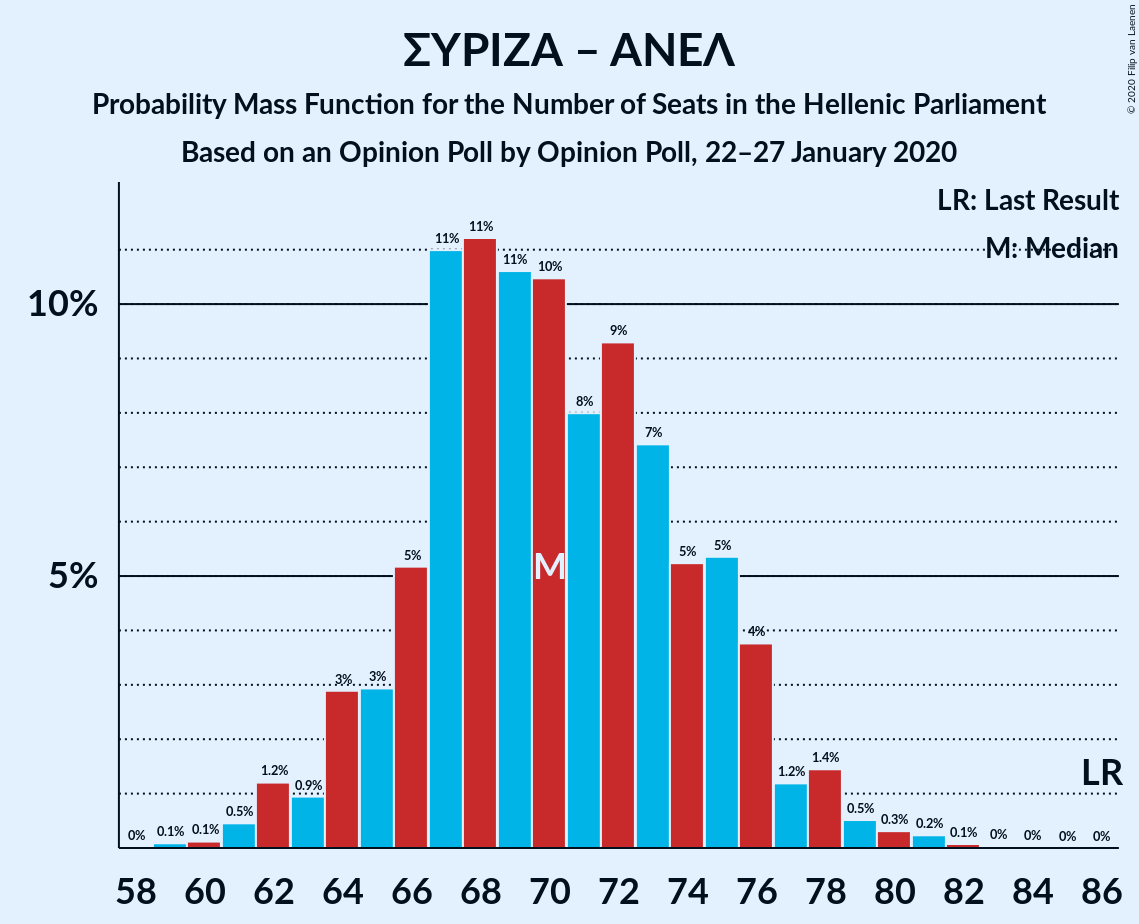 ΣΥΡΙΖΑ – ΑΝΕΛ
Probability Mass Function for the Number of Seats in the Hellenic Parliament
Based on an Opinion Poll by Opinion Poll, 22–27 January 2020
© 2020 Filip van Laenen
LR: Last Result
M: Median
10%
5%
0% 0.1% 0.1% 0.5% 1.2% 0.9% 3% 3% 5% 11% 11% 11% 10% 8% 9% 7% 5% 5% 4% 1.2% 1.4% 0.5% 0.3% 0.2% 0.1% 0% 0% 0% 0%
M
LR
58 60 62 64 66 68 70 72 74 76 78 80 82 84 86